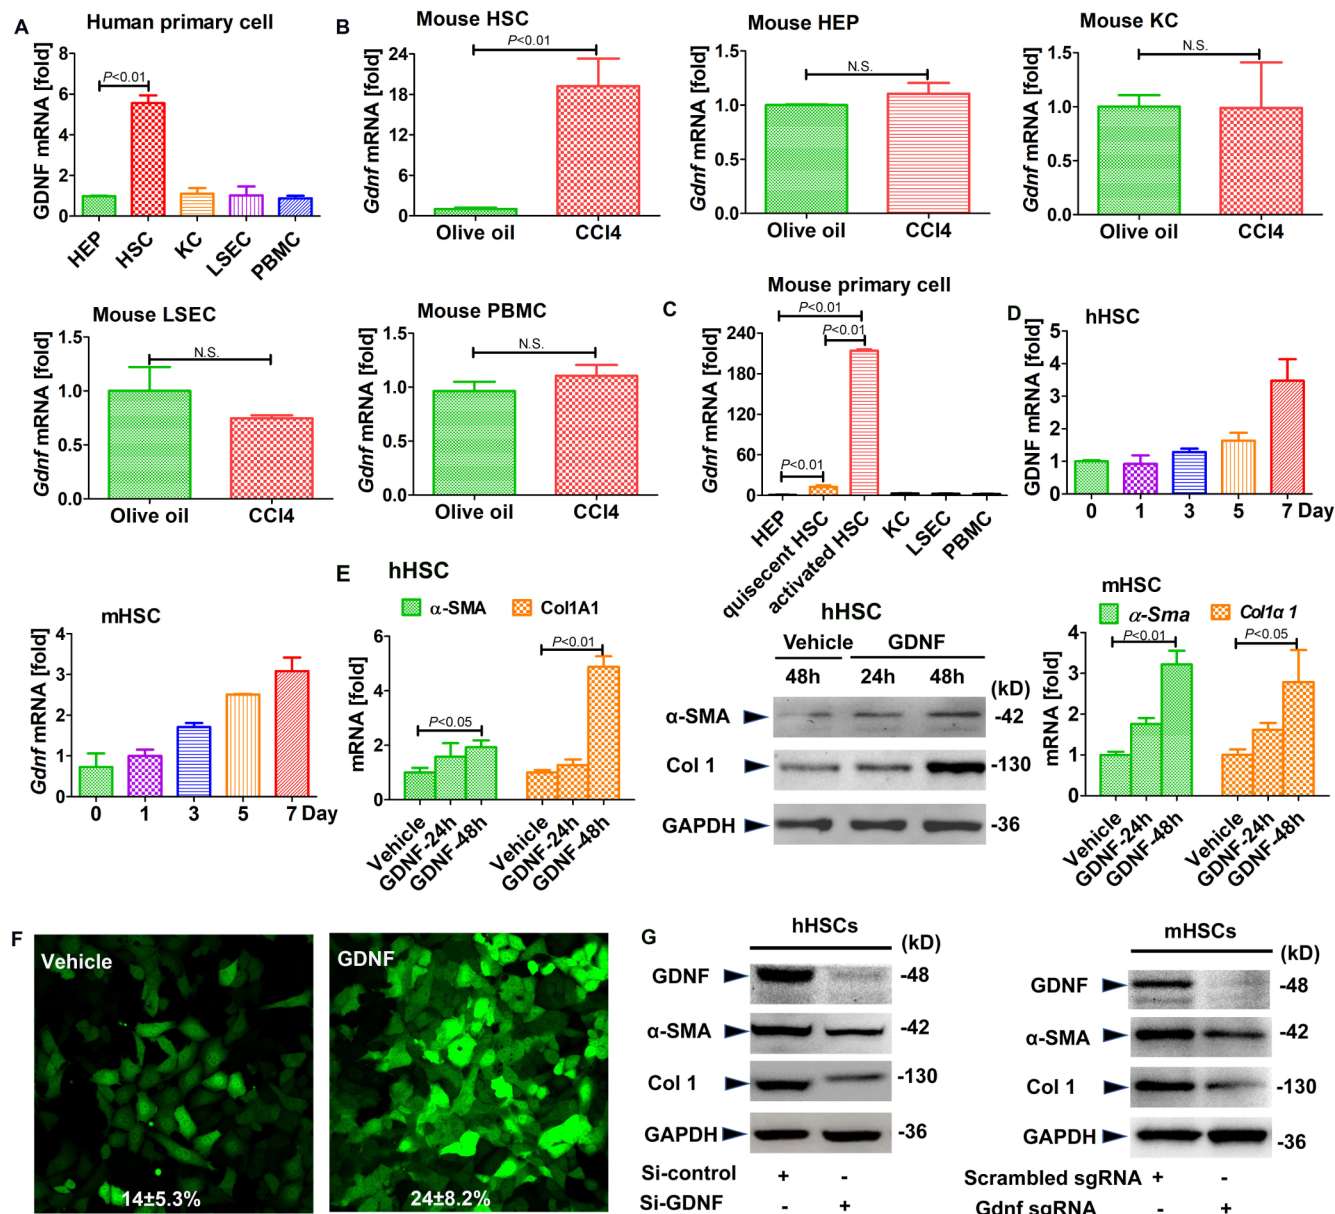 A
Human primary cell
GDNF mRNA [fold]
8
6
4
2
0
P<0.01
HEP
HSC
KC
LSEC
PBMC
B
Mouse HSC
Gdnf mRNA [fold]
24
18
12
6
0
P<0.01
Olive oil
CCl4
Mouse HEP
Gdnf mRNA [fold]
1.5
1.0
0.5
0.0
N.S.
Olive oil
CCl4
Mouse KC
Gdnf mRNA [fold]
1.5
1.0
0.5
0.0
N.S.
Olive oil
CCl4
Mouse LSEC
Gdnf mRNA [fold]
1.5
1.0
0.5
0.0
N.S.
Olive oil
CCl4
Mouse PBMC
Gdnf mRNA [fold]
1.5
1.0
0.5
0.0
N.S.
Olive oil
CCl4
C
Mouse primary cell
Gdnf mRNA [fold]
240
180
120
60
0
P<0.01
P<0.01
P<0.01
HEP
quisecent HSC
activated HSC
KC
LSEC
PBMC
D
hHSC
GDNF mRNA [fold]
5
4
3
2
1
0
0 1 3 5 7 Day
mHSC
Gdnf mRNA [fold]
4
3
2
1
0
0 1 3 5 7 Day
E
hHSC
α-SMA
Col1A1
mRNA [fold]
6
4
2
0
P<0.05
P<0.01
Vehicle
GDNF-24h
GDNF-48h
Vehicle
GDNF-24h
GDNF-48h
hHSC
Vehicle GDNF
48h 24h 48h
(kD)
α-SMA -42
Col 1 -130
GAPDH -36
mHSC
α-Sma
Col1α 1
mRNA [fold]
4
3
2
1
0
P<0.01
P<0.05
Vehicle
GDNF-24h
GDNF-48h
Vehicle
GDNF-24h
GDNF-48h
F
Vehicle
14±5.3%
GDNF
24±8.2%
G
hHSCs
(kD)
GDNF -48
α-SMA -42
Col 1 -130
GAPDH -36
Si-control + -
Si-GDNF - +
mHSCs
(kD)
GDNF -48
α-SMA -42
Col 1 -130
GAPDH -36
Scrambled sgRNA + -
Gdnf sgRNA - +